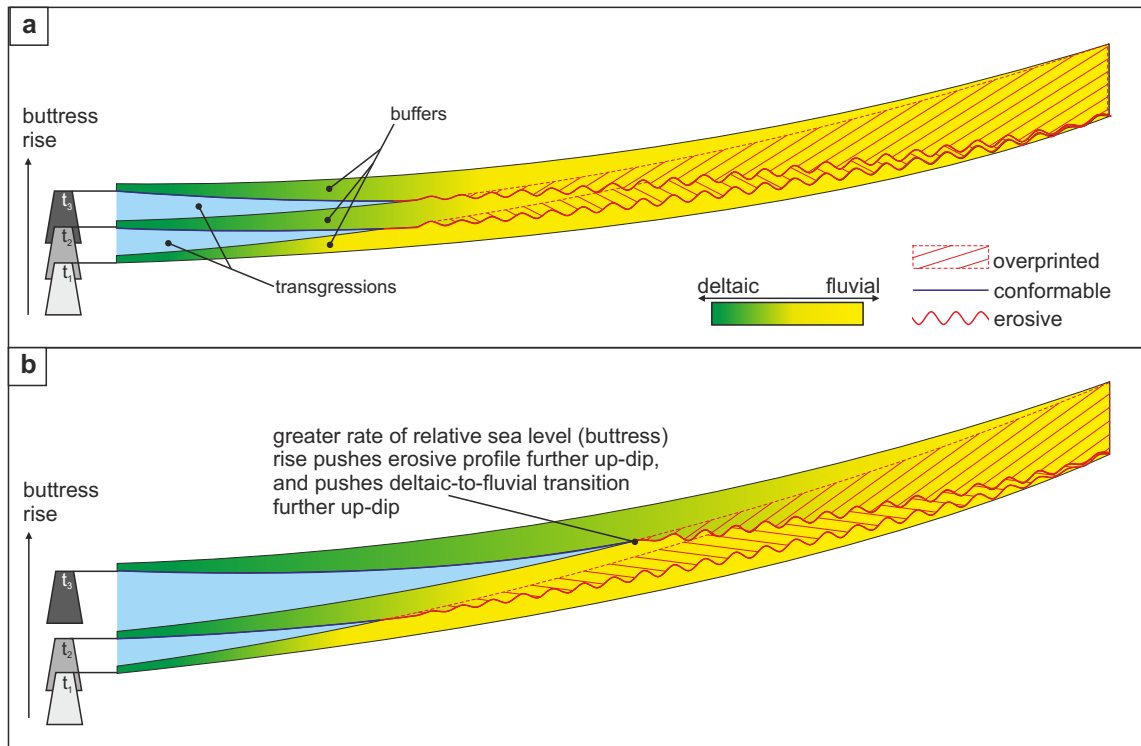 a
buttress
rise
buffers
t3
t2
t1
transgressions
deltaic
fluvial
overprinted
conformable
erosive
b
greater rate of relative sea level (buttress)
rise pushes erosive profile further up-dip,
and pushes deltaic-to-fluvial transition
further up-dip
buttress
rise
t3
t2
t1